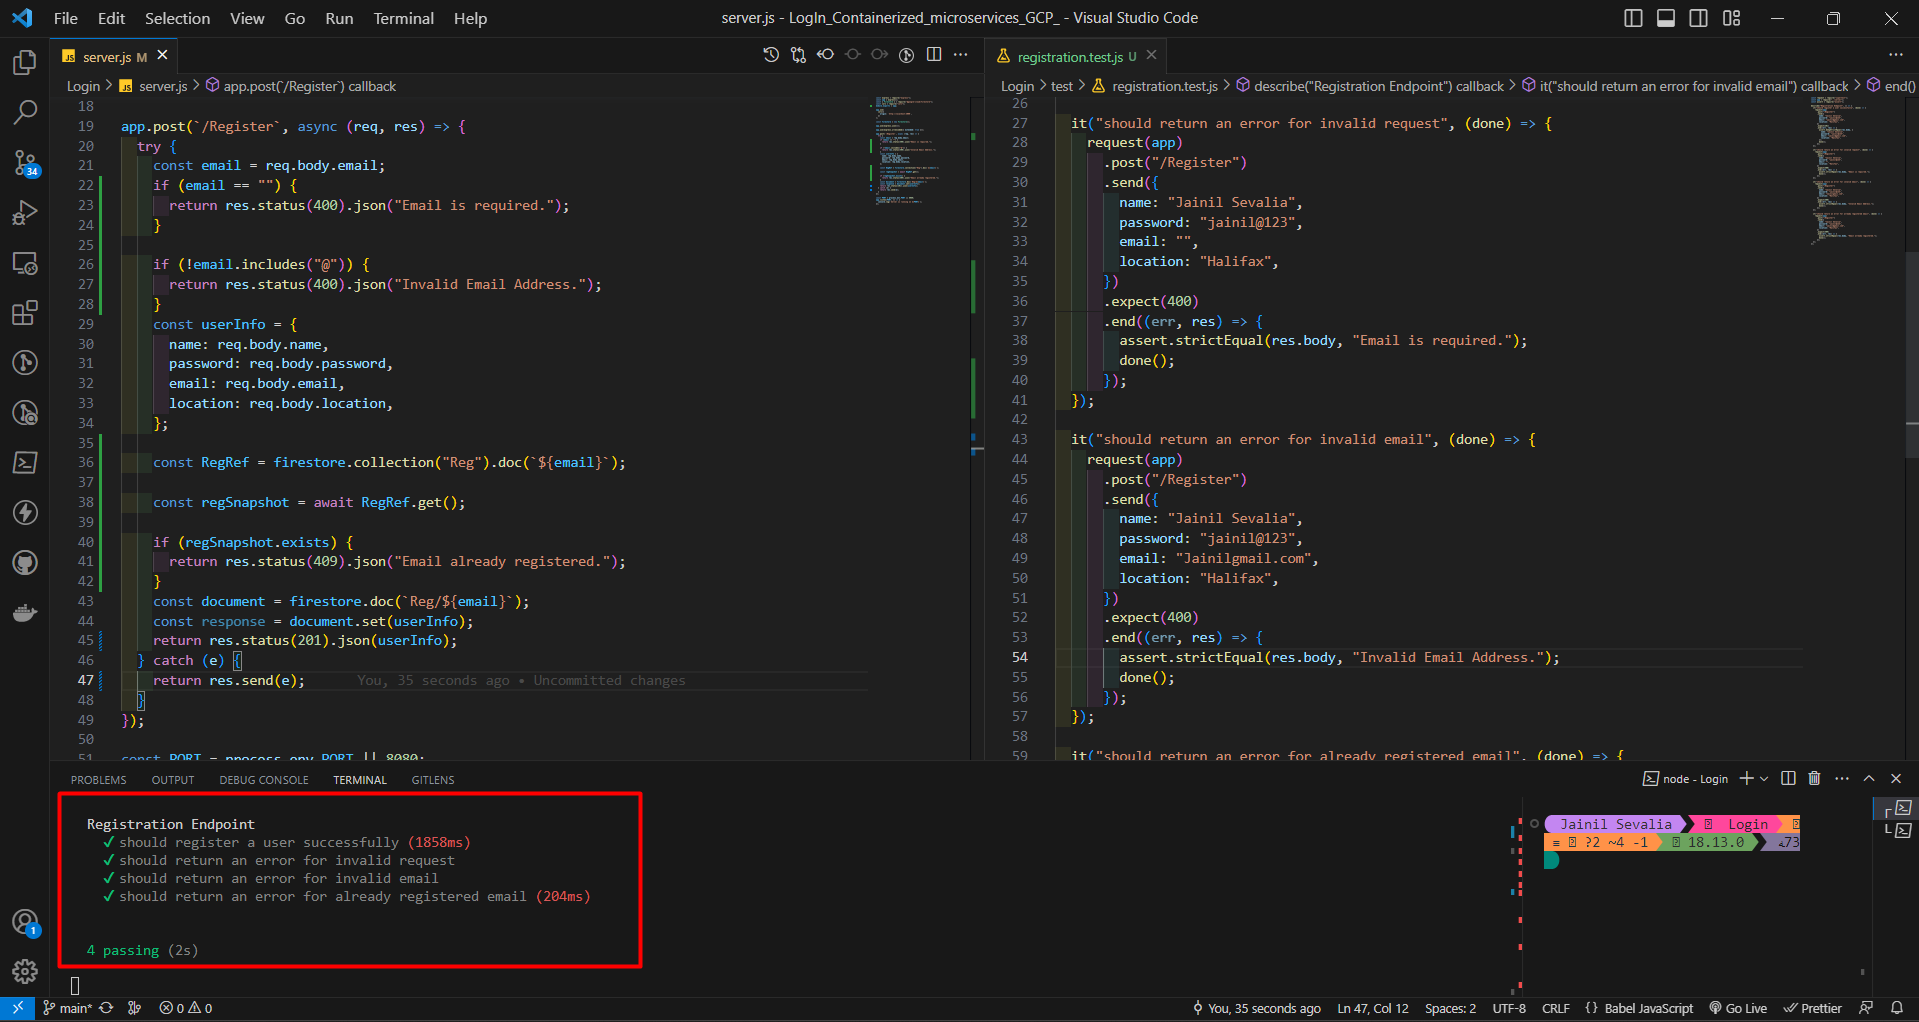 File Edit Selection View Go Run Terminal Help
server.js - LogIn_Containerized_microservices_GCP_ - Visual Studio Code
JS server.js M
Login > JS server.js > app.post('/Register') callback
18
19 app.post(`/Register`, async (req, res) => {
20 try {
21 const email = req.body.email;
22 if (email == "") {
23 return res.status(400).json("Email is required.");
24 }
25
26 if (!email.includes("@")) {
27 return res.status(400).json("Invalid Email Address.");
28 }
29 const userInfo = {
30 name: req.body.name,
31 password: req.body.password,
32 email: req.body.email,
33 location: req.body.location,
34 };
35
36 const RegRef = firestore.collection("Reg").doc(`${email}`);
37
38 const regSnapshot = await RegRef.get();
39
40 if (regSnapshot.exists) {
41 return res.status(409).json("Email already registered.");
42 }
43 const document = firestore.doc(`Reg/${email}`);
44 const response = document.set(userInfo);
45 return res.status(201).json(userInfo);
46 } catch (e) {
47 return res.send(e); You, 35 seconds ago • Uncommitted changes
48 }
49 });
50
51 const PORT = process.env.PORT || 8080;
registration.test.js U
Login > test > registration.test.js > describe("Registration Endpoint") callback > it("should return an error for invalid email") callback > end()
26
27 it("should return an error for invalid request", (done) => {
28 request(app)
29 .post("/Register")
30 .send({
31 name: "Jainil Sevalia",
32 password: "jainil@123",
33 email: "",
34 location: "Halifax",
35 })
36 .expect(400)
37 .end((err, res) => {
38 assert.strictEqual(res.body, "Email is required.");
39 done();
40 });
41 });
42
43 it("should return an error for invalid email", (done) => {
44 request(app)
45 .post("/Register")
46 .send({
47 name: "Jainil Sevalia",
48 password: "jainil@123",
49 email: "Jainilgmail.com",
50 location: "Halifax",
51 })
52 .expect(400)
53 .end((err, res) => {
54 assert.strictEqual(res.body, "Invalid Email Address.");
55 done();
56 });
57 });
58
59 it("should return an error for already registered email", (done) => {
34
1
PROBLEMS OUTPUT DEBUG CONSOLE TERMINAL GITLENS
node - Login
Registration Endpoint
✓ should register a user successfully (1858ms)
✓ should return an error for invalid request
✓ should return an error for invalid email
✓ should return an error for already registered email (204ms)
4 passing (2s)
Jainil Sevalia Login
≡ ?2 ~4 -1 18.13.0 73
main* 0 0 You, 35 seconds ago Ln 47, Col 12 Spaces: 2 UTF-8 CRLF {} Babel JavaScript Go Live Prettier